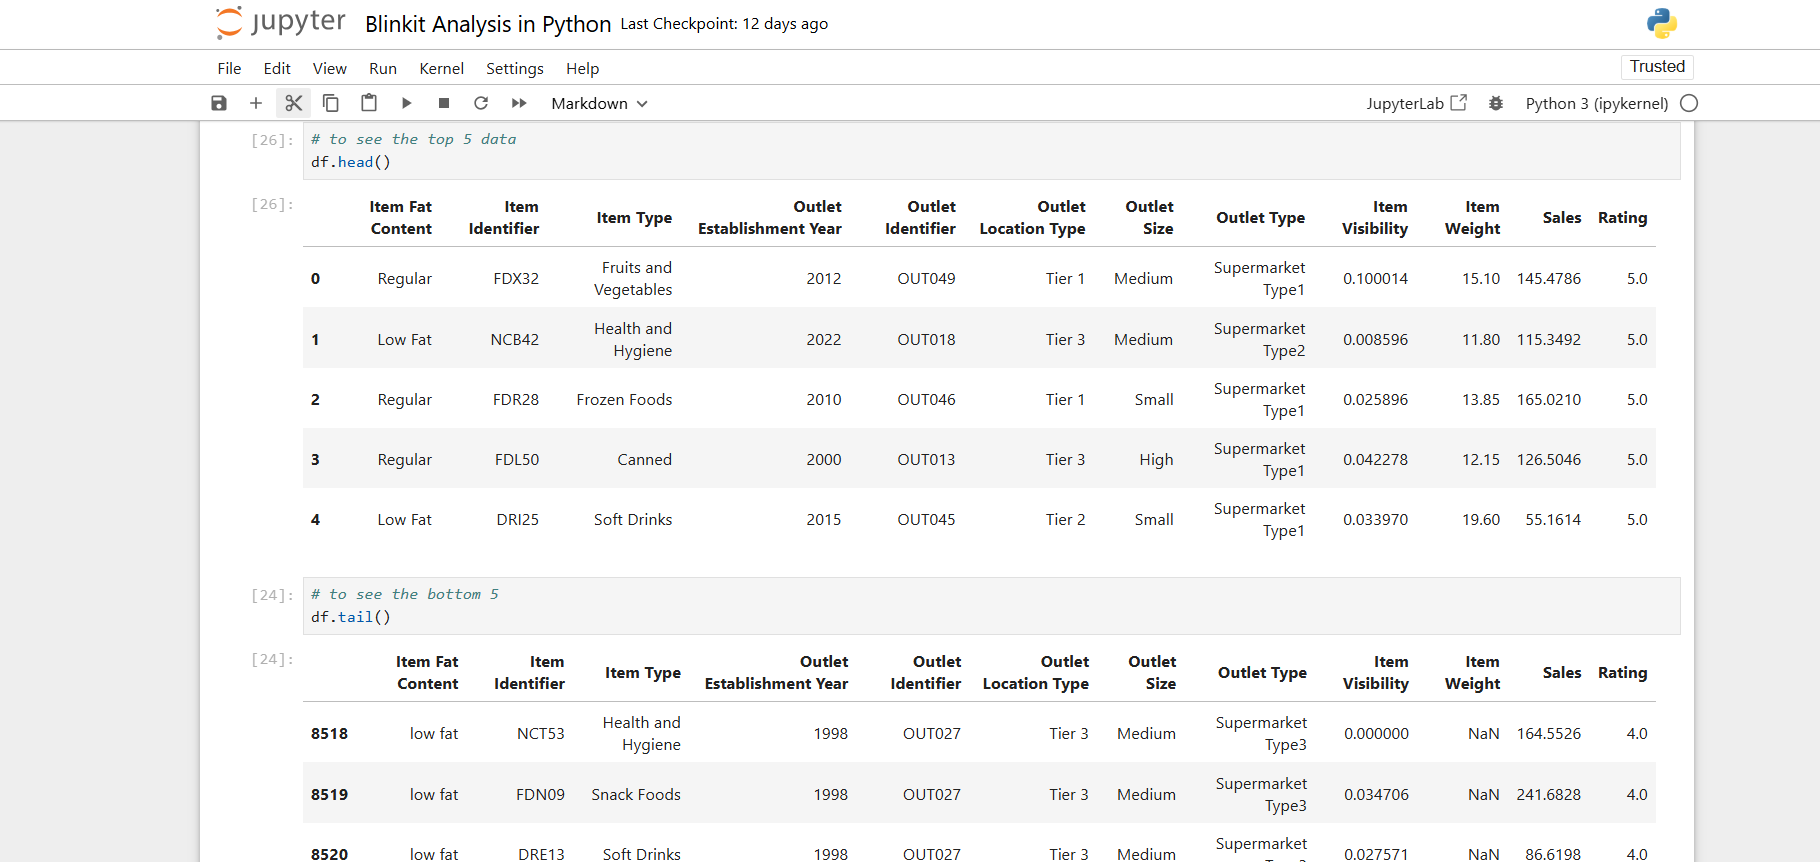 jupyter Blinkit Analysis in Python Last Checkpoint: 12 days ago
File Edit View Run Kernel Settings Help Trusted
Markdown JupyterLab Python 3 (ipykernel)
[26]: # to see the top 5 data
df.head()
[26]: Item Fat Content Item Identifier Item Type Outlet Establishment Year Outlet Identifier Outlet Location Type Outlet Size Outlet Type Item Visibility Item Weight Sales Rating
0 Regular FDX32 Fruits and Vegetables 2012 OUT049 Tier 1 Medium Supermarket Type1 0.100014 15.10 145.4786 5.0
1 Low Fat NCB42 Health and Hygiene 2022 OUT018 Tier 3 Medium Supermarket Type2 0.008596 11.80 115.3492 5.0
2 Regular FDR28 Frozen Foods 2010 OUT046 Tier 1 Small Supermarket Type1 0.025896 13.85 165.0210 5.0
3 Regular FDL50 Canned 2000 OUT013 Tier 3 High Supermarket Type1 0.042278 12.15 126.5046 5.0
4 Low Fat DRI25 Soft Drinks 2015 OUT045 Tier 2 Small Supermarket Type1 0.033970 19.60 55.1614 5.0
[24]: # to see the bottom 5
df.tail()
[24]: Item Fat Content Item Identifier Item Type Outlet Establishment Year Outlet Identifier Outlet Location Type Outlet Size Outlet Type Item Visibility Item Weight Sales Rating
8518 low fat NCT53 Health and Hygiene 1998 OUT027 Tier 3 Medium Supermarket Type3 0.000000 NaN 164.5526 4.0
8519 low fat FDN09 Snack Foods 1998 OUT027 Tier 3 Medium Supermarket Type3 0.034706 NaN 241.6828 4.0
8520 low fat DRE13 Soft Drinks 1998 OUT027 Tier 3 Medium Supermarket 0.027571 NaN 86.6198 4.0